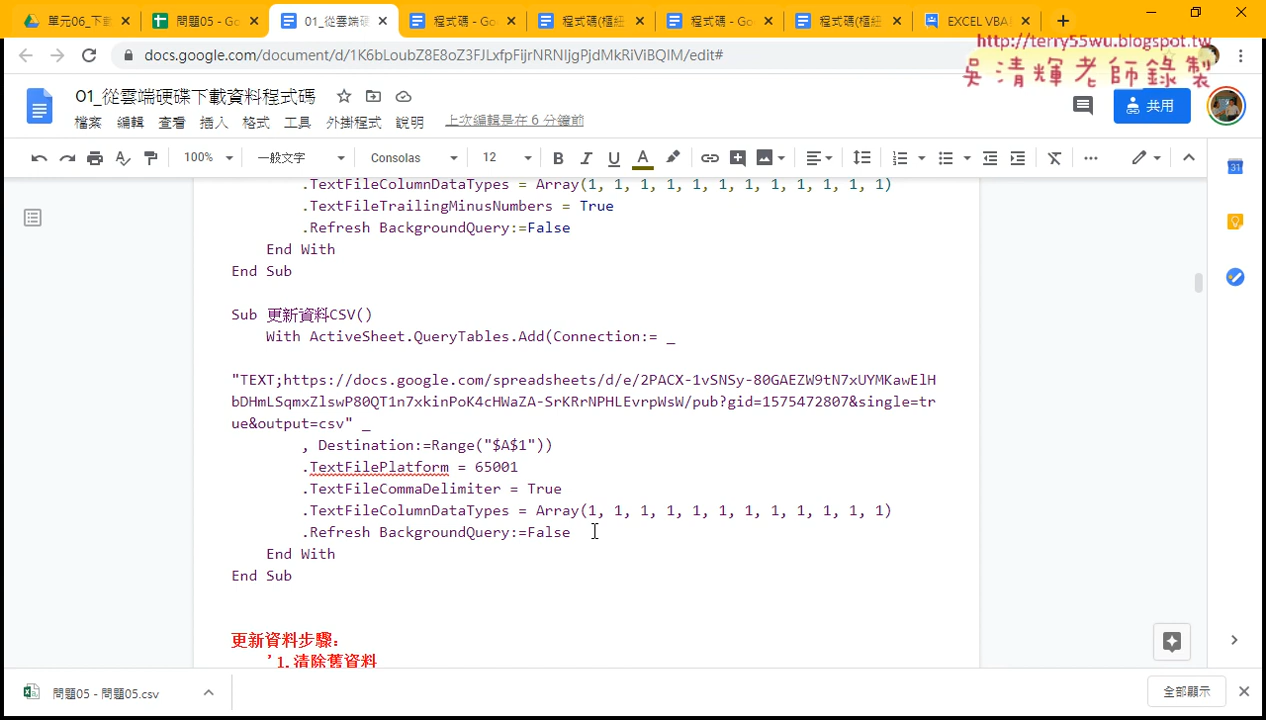 單元06_下
問題05 - Go
01_從雲端硬
程式碼 - Go
程式碼(樞紐
程式碼 - Go
程式碼(樞紐
EXCEL VBA
docs.google.com/document/d/1K6bLoubZ8E8oZ3FJLxfpFijrNRNIJgPjdMkRiViBQIM/edit#
http://terry55wu.blogspot.tw
吳清輝老師錄製
01_從雲端硬碟下載資料程式碼
共用
檔案 編輯 查看 插入 格式 工具 外掛程式 說明 上次編輯是在 6 分鐘前
100% 一般文字 Consolas 12
.TextFileColumnDataTypes = Array(1, 1, 1, 1, 1, 1, 1, 1, 1, 1, 1, 1)
.TextFileTrailingMinusNumbers = True
.Refresh BackgroundQuery:=False
End With
End Sub
Sub 更新資料CSV()
With ActiveSheet.QueryTables.Add(Connection:= _
"TEXT;https://docs.google.com/spreadsheets/d/e/2PACX-1vSNSy-80GAEZW9tN7xUYMKawElH
bDHmLSqmxZlswP80QT1n7xkinPoK4cHWaZA-SrKRrNPHLEvrpWsW/pub?gid=1575472807&single=tr
ue&output=csv" _
, Destination:=Range("$A$1"))
.TextFilePlatform = 65001
.TextFileCommaDelimiter = True
.TextFileColumnDataTypes = Array(1, 1, 1, 1, 1, 1, 1, 1, 1, 1, 1, 1)
.Refresh BackgroundQuery:=False
End With
End Sub
更新資料步驟:
'1.清除舊資料
問題05 - 問題05.csv
全部顯示